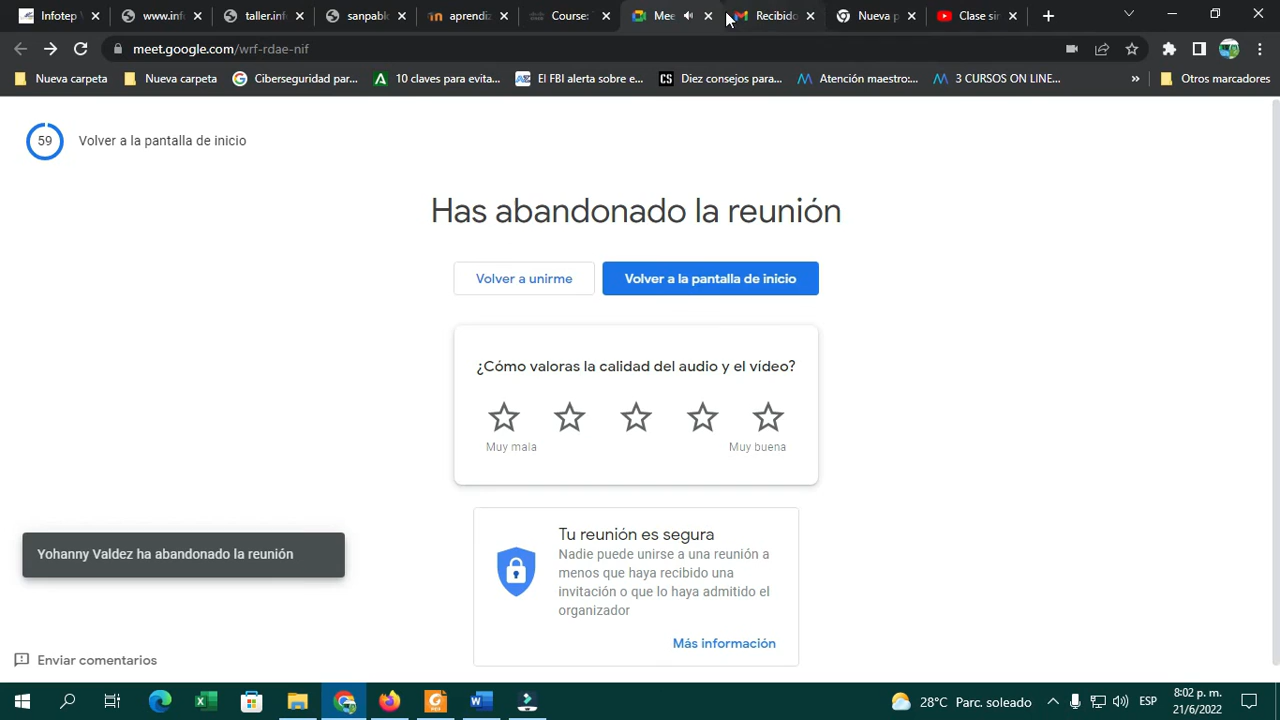 Infotep V
www.inf
taller.inf
sanpabl
aprendiz
Course:
Mee
Recibido
Nueva p
Clase sin
meet.google.com/wrf-rdae-nif
Nueva carpeta
Nueva carpeta
Ciberseguridad par...
10 claves para evita...
El FBI alerta sobre e...
CS Diez consejos para...
Atención maestro:...
3 CURSOS ON LINE...
»
Otros marcadores
59 Volver a la pantalla de inicio
Has abandonado la reunión
Volver a unirme
Volver a la pantalla de inicio
¿Cómo valoras la calidad del audio y el vídeo?
Muy mala
Muy buena
Tu reunión es segura
Nadie puede unirse a una reunión a
menos que haya recibido una
invitación o que lo haya admitido el
organizador
Más información
Yohanny Valdez ha abandonado la reunión
Enviar comentarios
28°C Parc. soleado
ESP
8:02 p. m.
21/6/2022